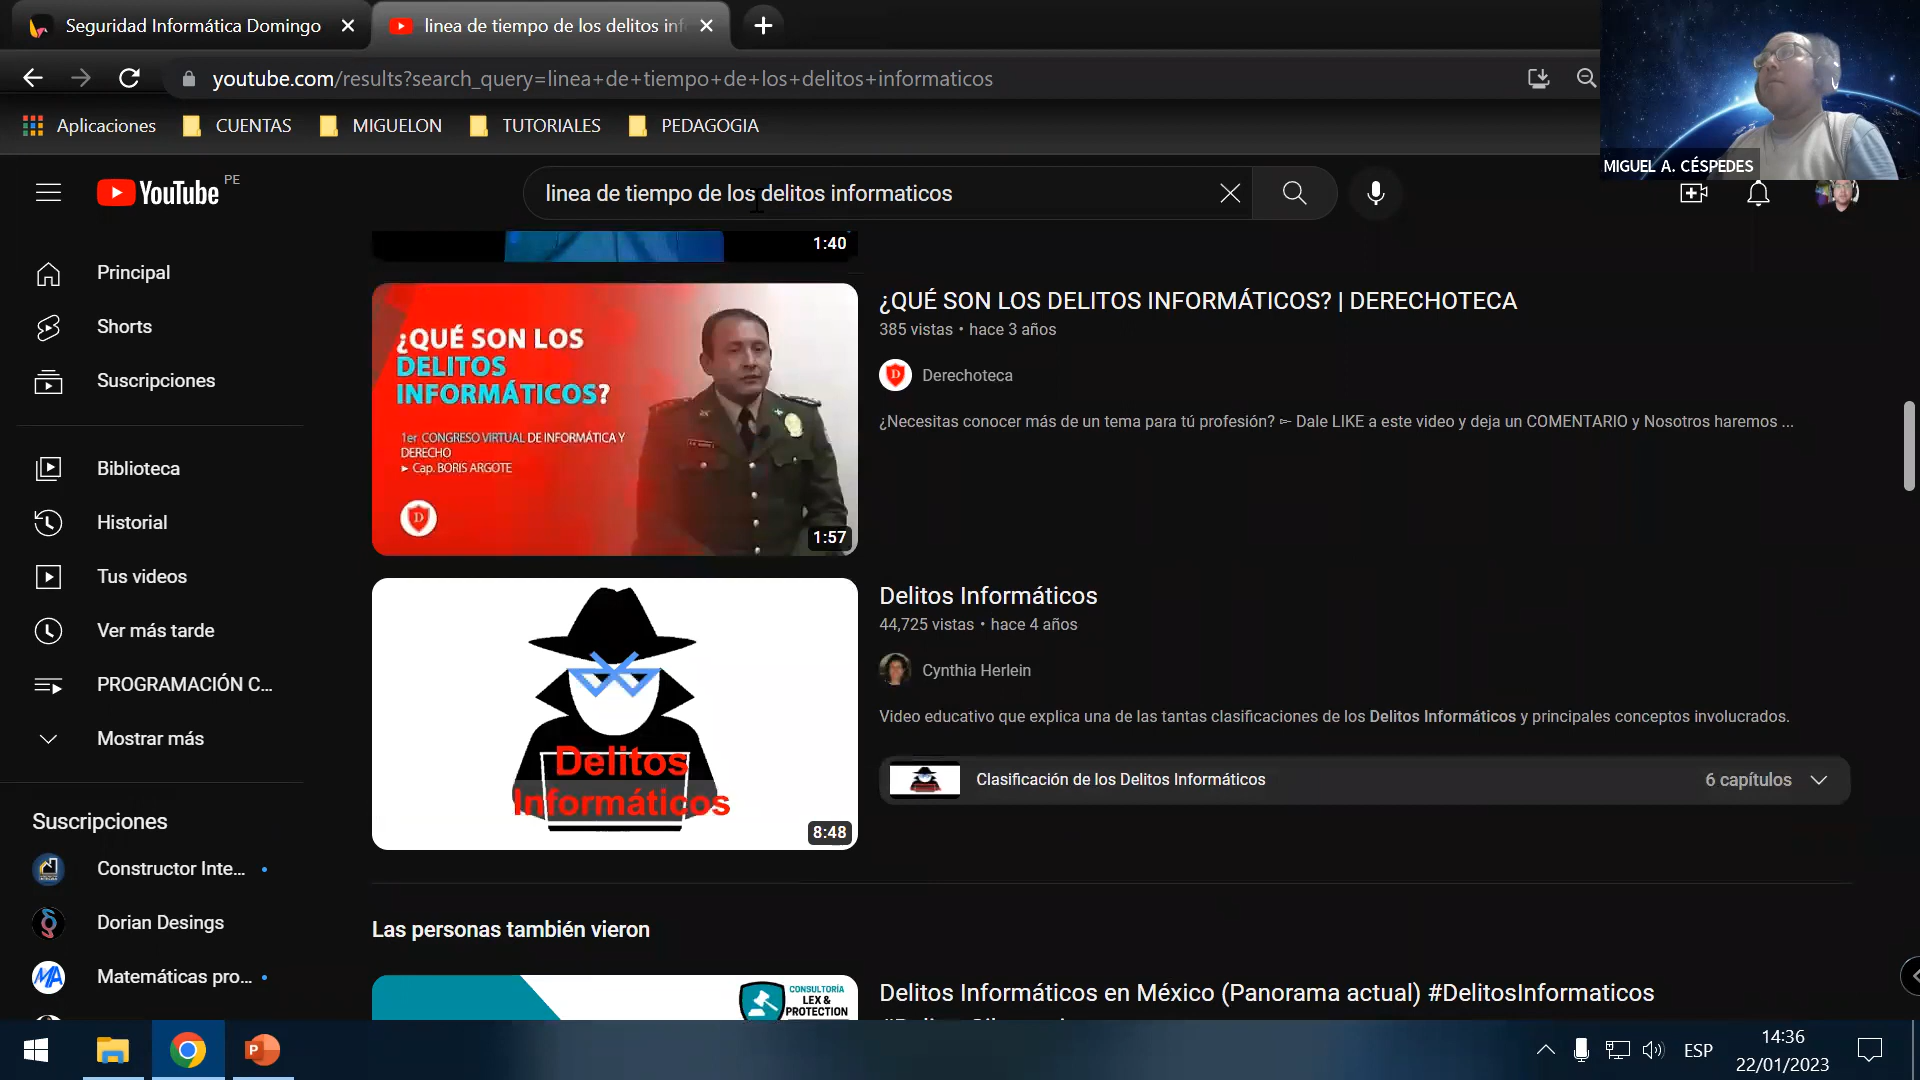 Seguridad Informática Domingo
linea de tiempo de los delitos inf
youtube.com/results?search_query=linea+de+tiempo+de+los+delitos+informaticos
Aplicaciones
CUENTAS
MIGUELON
TUTORIALES
PEDAGOGIA
MIGUEL A. CÉSPEDES
YouTube PE
linea de tiempo de los delitos informaticos
Principal
Shorts
Suscripciones
Biblioteca
Historial
Tus videos
Ver más tarde
PROGRAMACIÓN C...
Mostrar más
Suscripciones
Constructor Inte...
Dorian Desings
Matemáticas pro...
1:40
¿QUÉ SON LOS
DELITOS
INFORMÁTICOS?
1er CONGRESO VIRTUAL DE INFORMÁTICA Y
DERECHO
► Cap. BORIS ARGOTE
D
1:57
¿QUÉ SON LOS DELITOS INFORMÁTICOS? | DERECHOTECA
385 vistas • hace 3 años
D
Derechoteca
¿Necesitas conocer más de un tema para tú profesión? ► Dale LIKE a este video y deja un COMENTARIO y Nosotros haremos ...
Delitos
Informáticos
8:48
Delitos Informáticos
44,725 vistas • hace 4 años
Cynthia Herlein
Video educativo que explica una de las tantas clasificaciones de los Delitos Informáticos y principales conceptos involucrados.
Clasificación de los Delitos Informáticos
6 capítulos
Las personas también vieron
CONSULTORÍA
LEX &
PROTECTION
Delitos Informáticos en México (Panorama actual) #DelitosInformaticos
ESP
14:36
22/01/2023